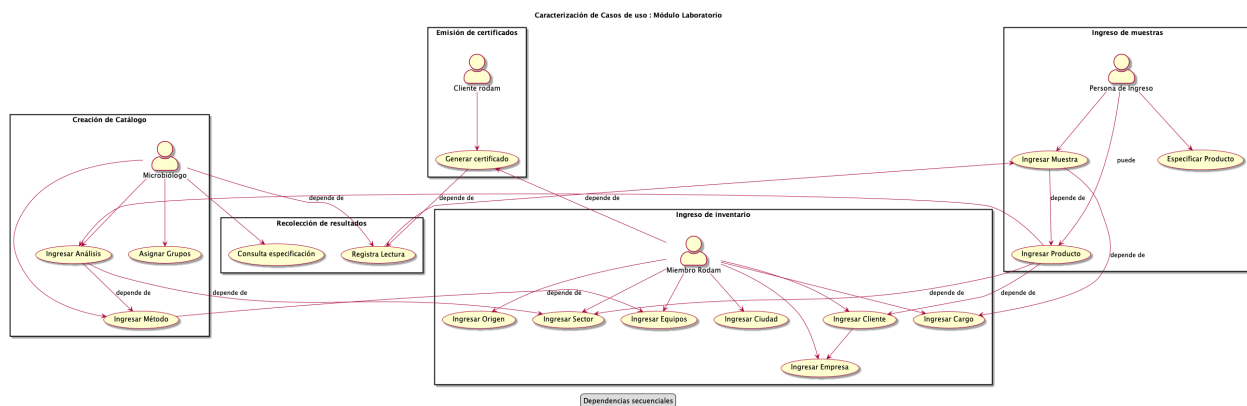 Caracterización de Casos de uso : Módulo Laboratorio
Emisión de certificados
Ingreso de muestras
Cliente rodam
Persona de Ingreso
Creación de Catálogo
Microbiólogo
Generar certificado
Ingresar Muestra
puede
Especificar Producto
depende de
depende de
depende de
depende de
depende de
Recolección de resultados
Ingreso de inventario
Ingresar Análisis
Asignar Grupos
Consulta especificación
Registra Lectura
Ingresar Producto
Miembro Rodam
depende de
depende de
depende de
depende de
Ingresar Método
Ingresar Origen
Ingresar Sector
Ingresar Equipos
Ingresar Ciudad
Ingresar Cliente
Ingresar Cargo
Ingresar Empresa
Dependencias secuenciales